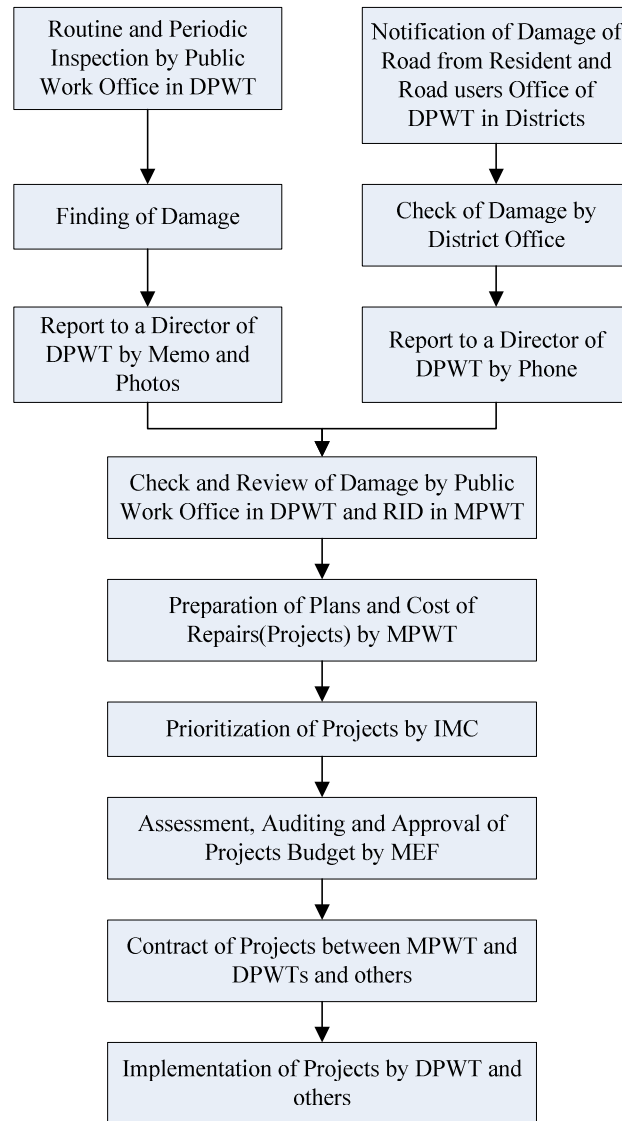 Routine and Periodic
Inspection by Public
Work Office in DPWT
Notification of Damage of
Road from Resident and
Road users Office of
DPWT in Districts
Finding of Damage
Check of Damage by
District Office
Report to a Director of
DPWT by Memo and
Photos
Report to a Director of
DPWT by Phone
Check and Review of Damage by Public
Work Office in DPWT and RID in MPWT
Preparation of Plans and Cost of
Repairs(Projects) by MPWT
Prioritization of Projects by IMC
Assessment, Auditing and Approval of
Projects Budget by MEF
Contract of Projects between MPWT and
DPWTs and others
Implementation of Projects by DPWT and
others